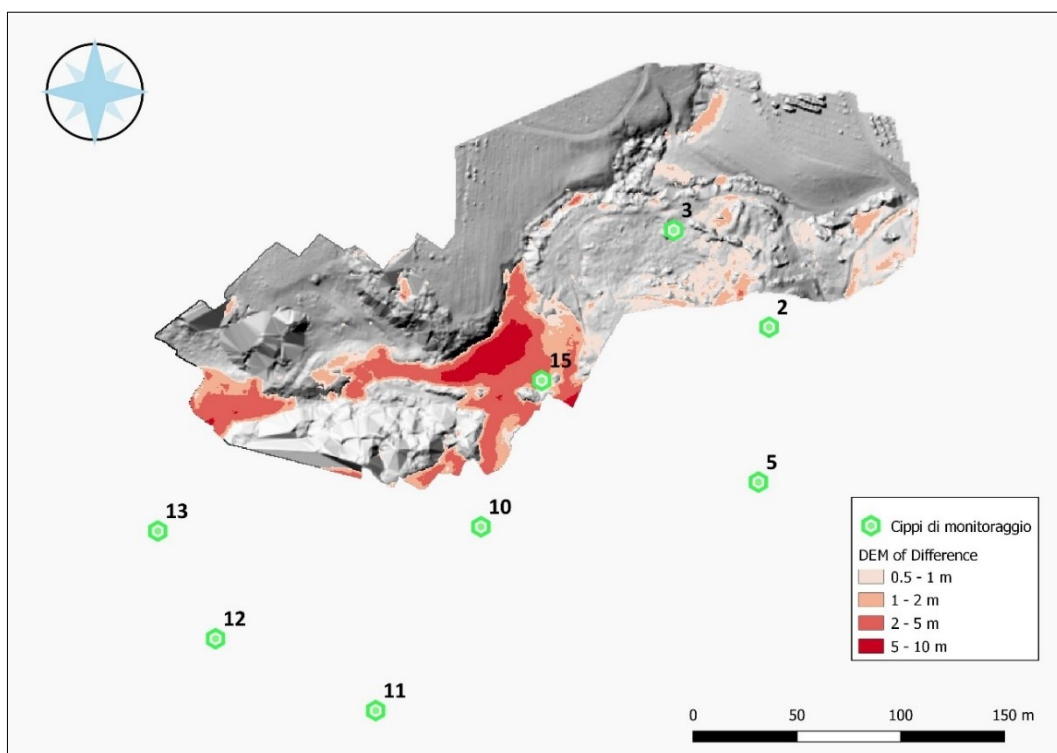 3
2
15
5
13
10
12
11
Cippi di monitoraggio
DEM of Difference
0.5 - 1 m
1 - 2 m
2 - 5 m
5 - 10 m
0 50 100 150 m